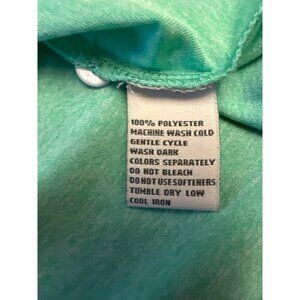 100% POLYESTER
MACHINE WASH COLD
GENTLE CYCLE
WASH DARK
COLORS SEPARATELY
DO NOT BLEACH
DO NOT USE SOFTENERS
TUMBLE DRY LOW
COOL IRON